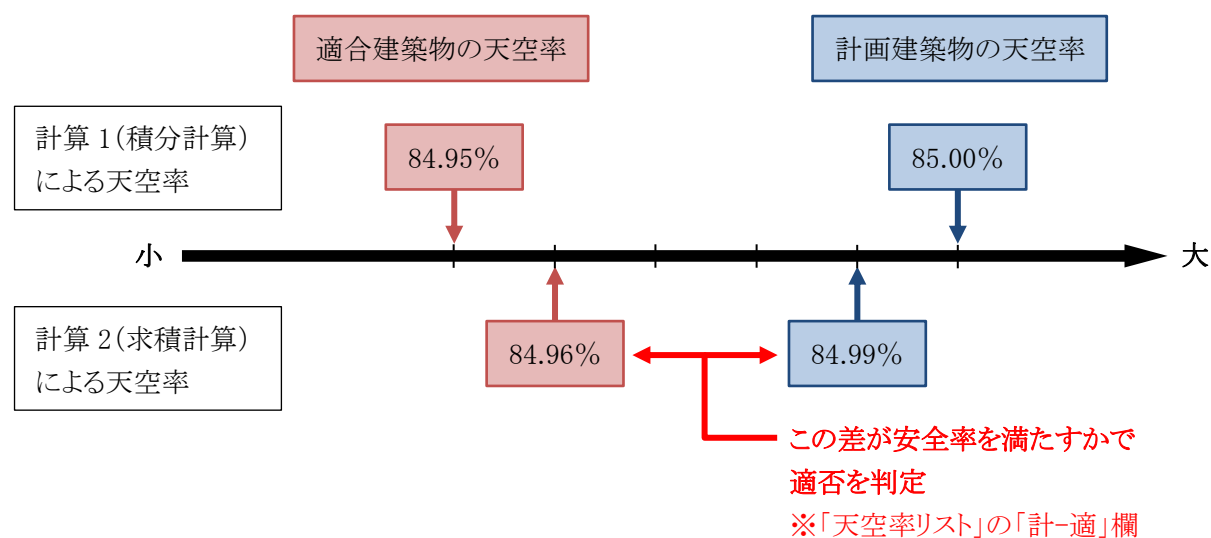 適合建築物の天空率
計画建築物の天空率
計算 1(積分計算)
による天空率
84.95%
85.00%
小
大
計算 2(求積計算)
による天空率
84.96%
84.99%
この差が安全率を満たすかで
適否を判定
※「天空率リスト」の「計-適」欄